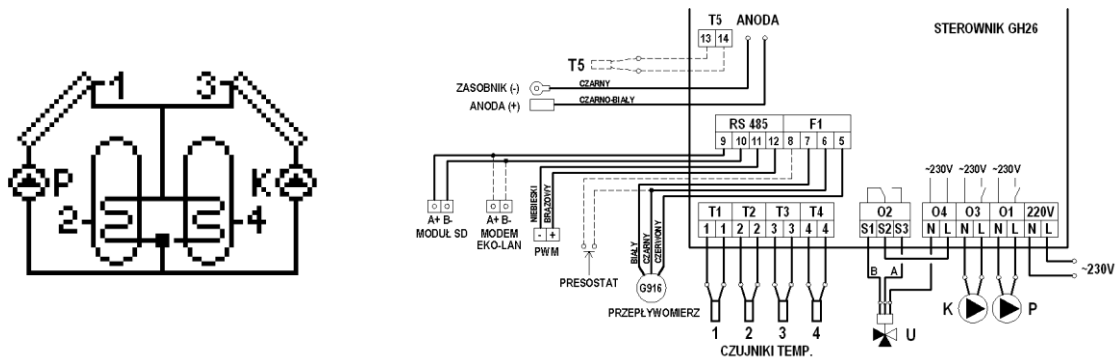 1 3
P K
2 4
T5 ANODA
STEROWNIK GH26
13 14
T5
ZASOBNIK (-) CZARNY
ANODA (+) CZARNO-BIAŁY
RS 485 F1
9 10 11 12 8 7 6 5
~230V ~230V ~230V
NIEBIESKI
BRĄZOWY
A+ B- A+ B- - +
MODUŁ SD MODEM EKO-LAN PWM
BIAŁY
CZARNY
CZERWONY
T1 T2 T3 T4
1 1 2 2 3 3 4 4
O2 O4 O3 O1 220V
S1 S2 S3 N L N L N L N L
~230V
B A
PRESOSTAT
G916
PRZEPŁYWOMIERZ
K P
U
1 2 3 4
CZUJNIKI TEMP.